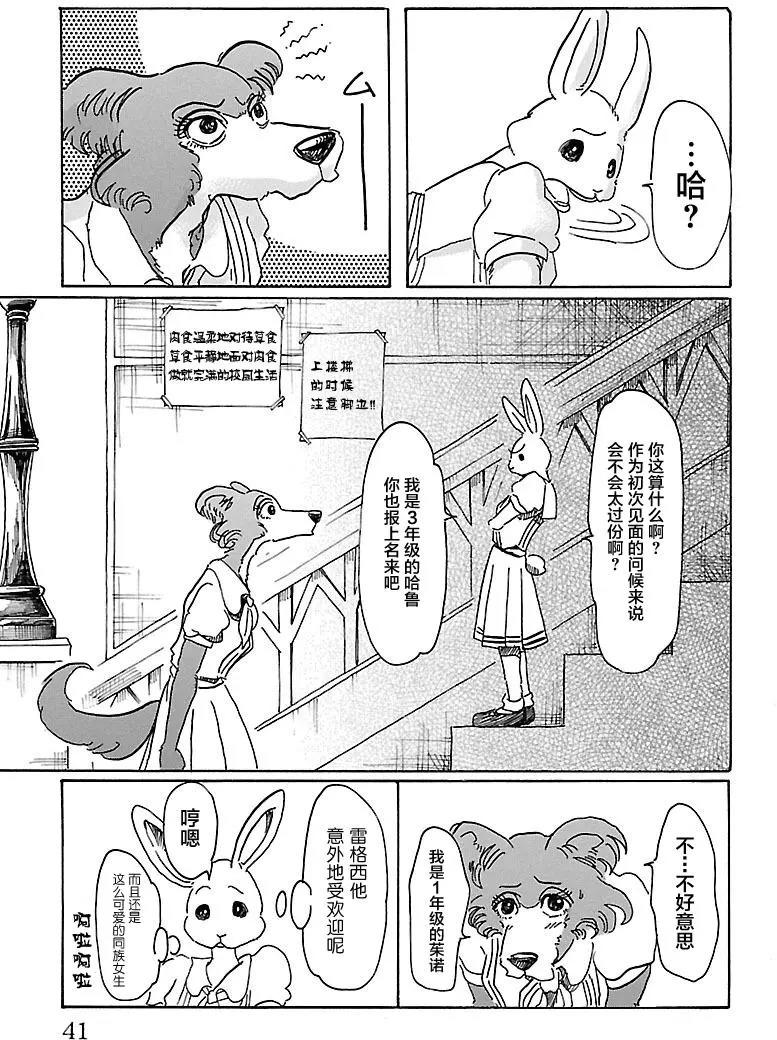 …哈？
ム
你这算什么啊？
作为初次见面的问候来说
会不会太过份啊？
我是3年级的哈鲁
你也报上名来吧
上楼梯
的时候
注意脚边!!
肉食温柔地对待草食
草食平静地面对肉食
做就完满的校园生活
不…不好意思
我是1年级的茱诺
雷格西他
意外地受欢迎呢
哼嗯
而且还是
这么可爱的同族女生
啊啦啊啦
41